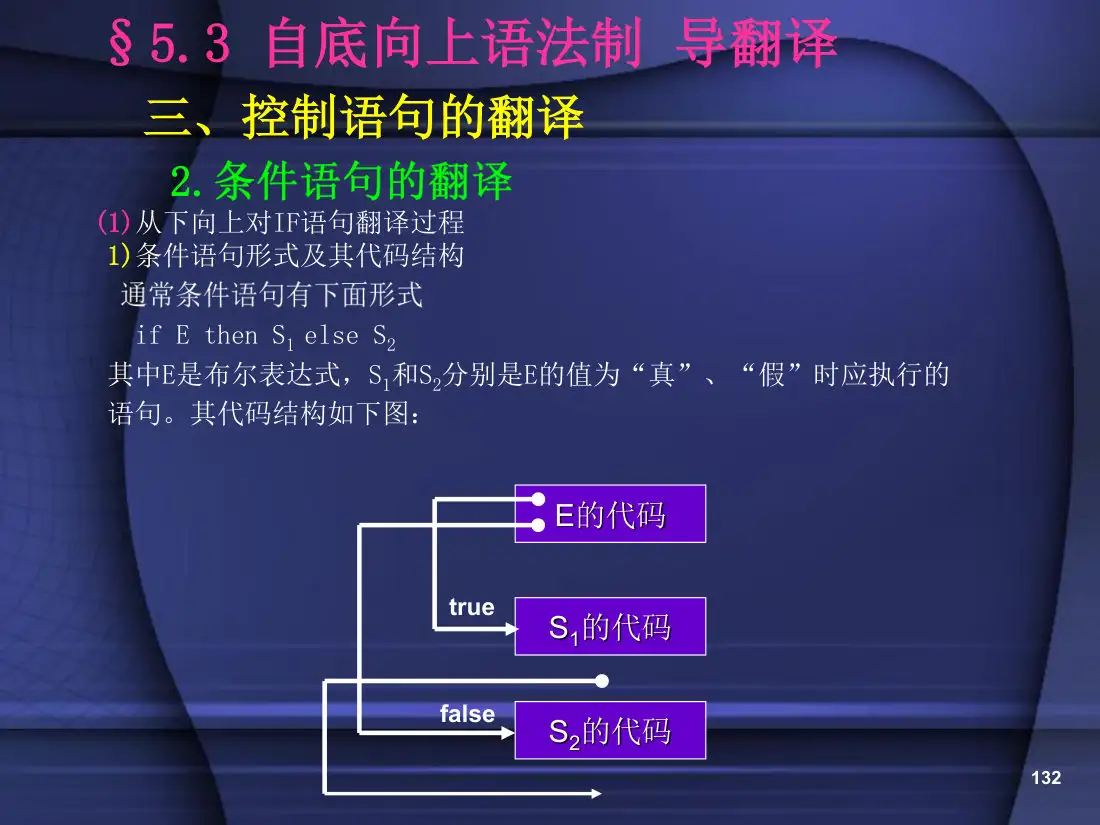 §5.3 自底向上语法制 导翻译
三、控制语句的翻译
2.条件语句的翻译
(1)从下向上对IF语句翻译过程
1)条件语句形式及其代码结构
通常条件语句有下面形式
if E then S₁ else S₂
其中E是布尔表达式，S₁和S₂分别是E的值为“真”、“假”时应执行的
语句。其代码结构如下图：
E的代码
true
S₁的代码
false
S₂的代码
132